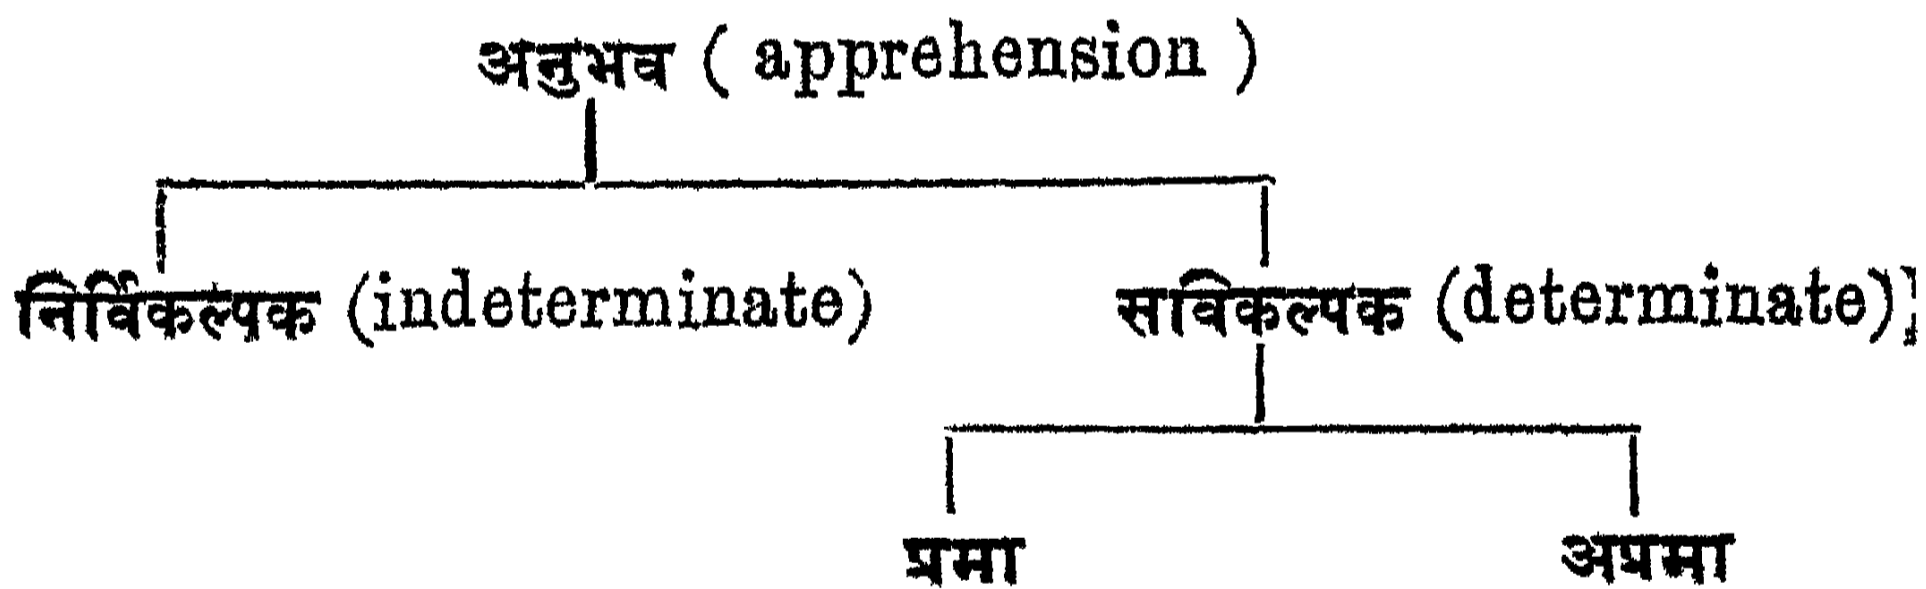 अनुभव ( apprehension )
निर्विकल्पक (indeterminate) सविकल्पक (determinate)]
प्रमा अप्रमा